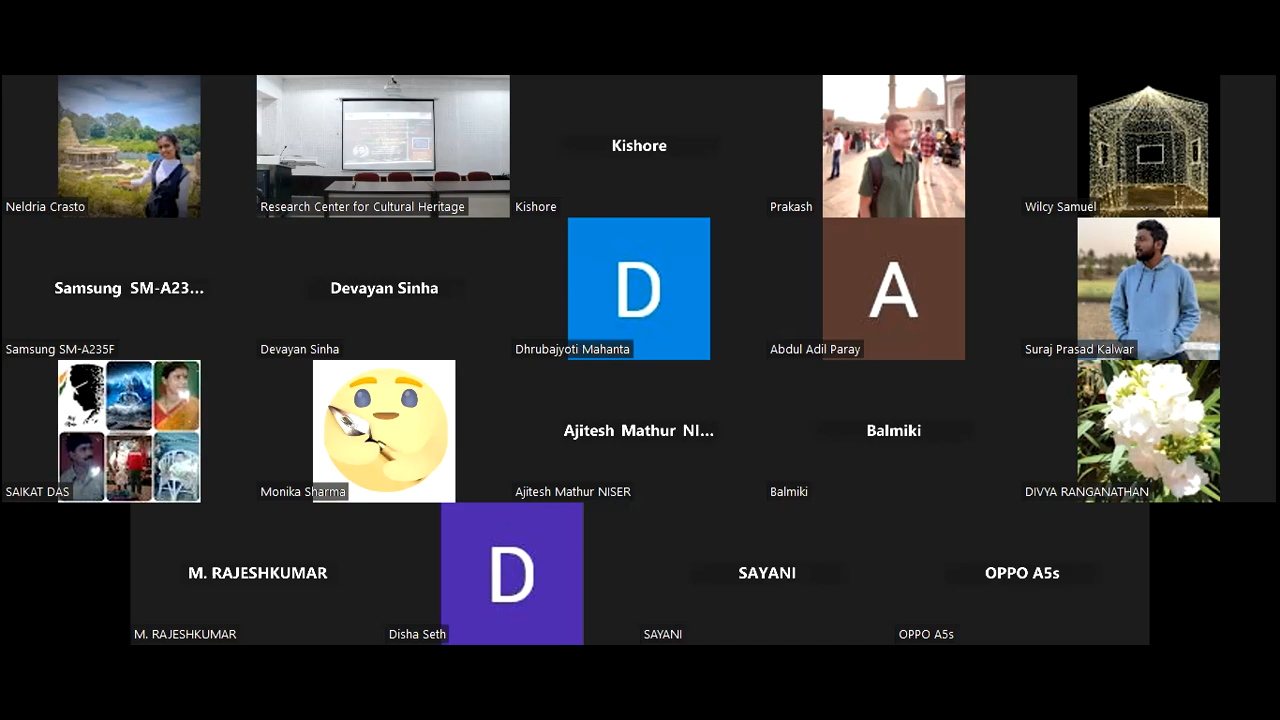 Neldria Crasto
Research Center for Cultural Heritage
Kishore
Kishore
Prakash
Wilcy Samuel
Samsung SM-A23...
Samsung SM-A235F
Devayan Sinha
Devayan Sinha
D
Dhrubajyoti Mahanta
A
Abdul Adil Paray
Suraj Prasad Kalwar
SAIKAT DAS
Monika Sharma
Ajitesh Mathur NI...
Ajitesh Mathur NISER
Balmiki
Balmiki
DIVYA RANGANATHAN
M. RAJESHKUMAR
M. RAJESHKUMAR
D
Disha Seth
SAYANI
SAYANI
OPPO A5s
OPPO A5s